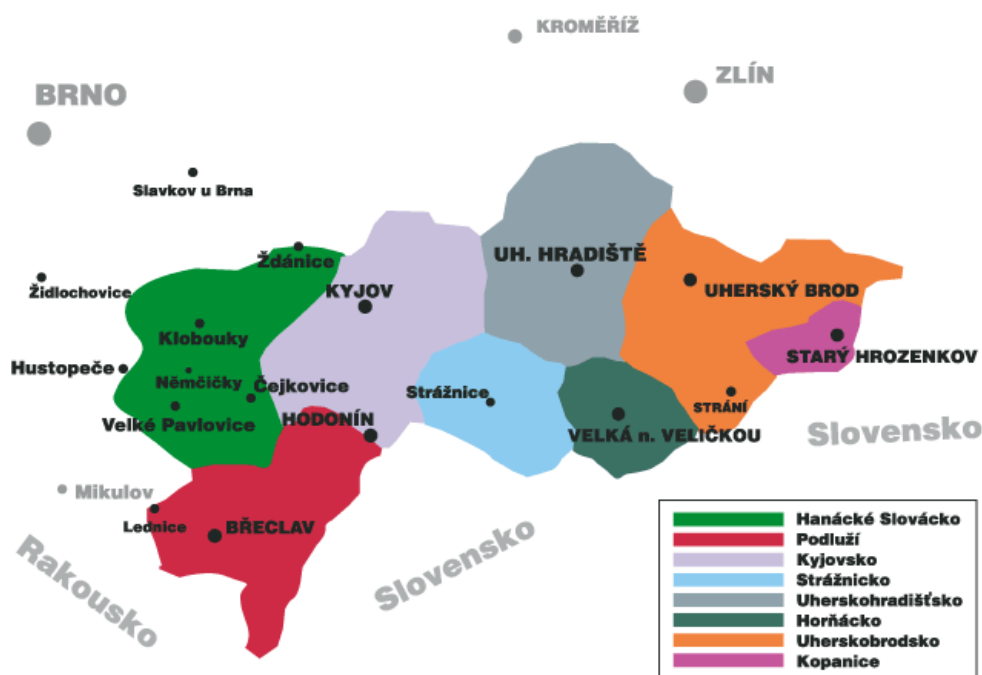 KROMĚŘÍŽ
ZLÍN
BRNO
Slavkov u Brna
UH. HRADIŠTĚ
Ždánice
Židlochovice
KYJOV
UHERSKÝ BROD
Klobouky
STARÝ HROZENKOV
Hustopeče
Němčičky
Čejkovice
Strážnice
STRÁNÍ
Velké Pavlovice
HODONÍN
VELKÁ n. VELIČKOU
Slovensko
Mikulov
Lednice
BŘECLAV
Rakousko
Slovensko
Hanácké Slovácko
Podluží
Kyjovsko
Strážnicko
Uherskohradišťsko
Horňácko
Uherskobrodsko
Kopanice